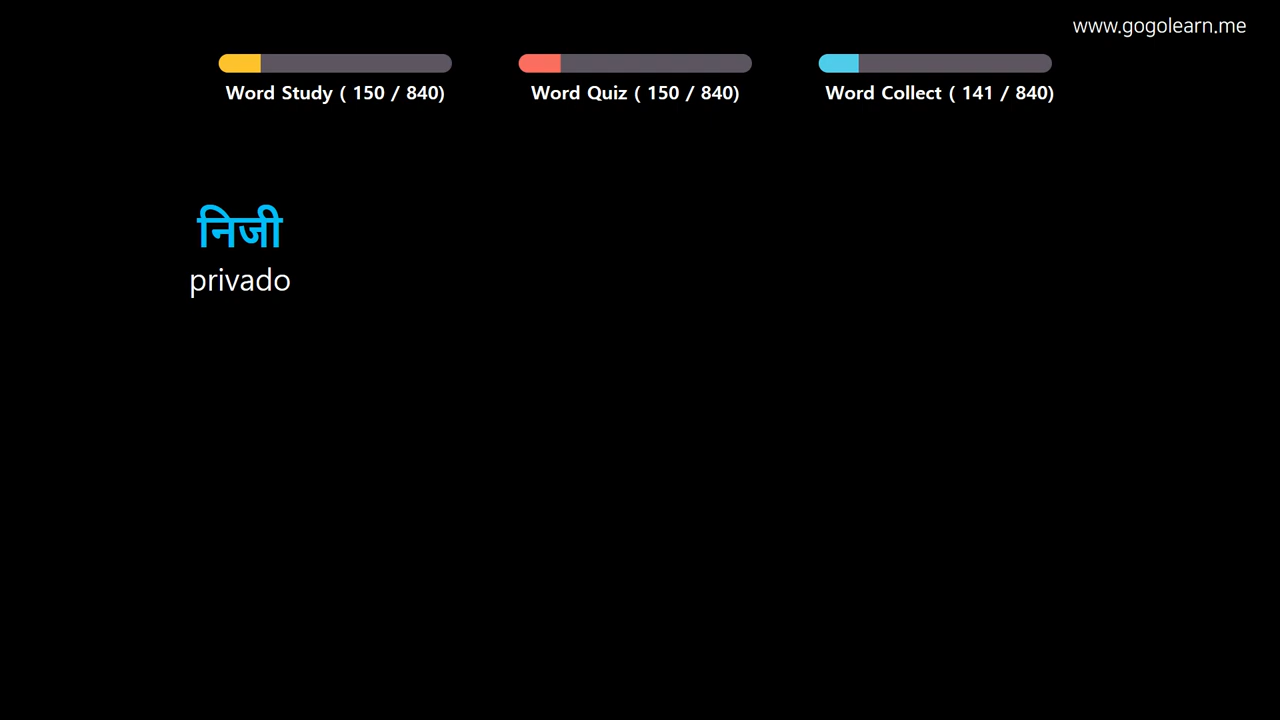 www.gogolearn.me
Word Study ( 150 / 840)
Word Quiz ( 150 / 840)
Word Collect ( 141 / 840)
निजी
privado